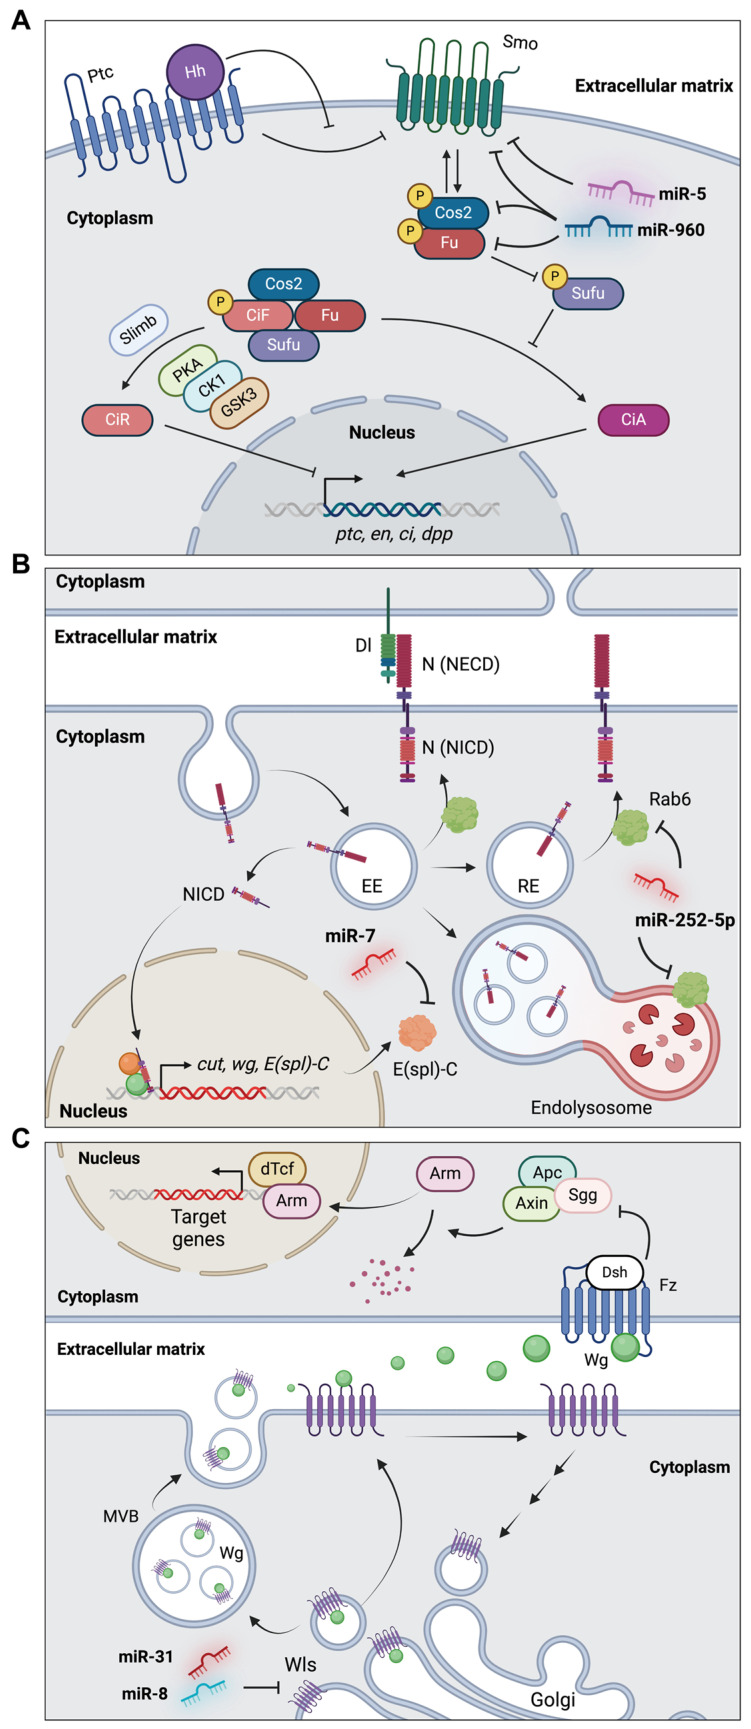 A
Ptc
Hh
Smo
Extracellular matrix
P
Cos2
P
Fu
miR-5
miR-960
Cytoplasm
P
Sufu
Cos2
P
CiF
Fu
Sufu
Slimb
PKA
CK1
GSK3
CiR
CiA
Nucleus
ptc, en, ci, dpp
B
Cytoplasm
Extracellular matrix
Dl
N (NECD)
Cytoplasm
N (NICD)
Rab6
EE
RE
NICD
miR-7
miR-252-5p
cut, wg, E(spl)-C
E(spl)-C
Nucleus
Endolysosome
C
Nucleus
dTcf
Arm
Arm
Apc
Axin
Sgg
Target
genes
Dsh
Fz
Cytoplasm
Extracellular matrix
Wg
Cytoplasm
MVB
Wg
miR-31
miR-8
Wls
Golgi